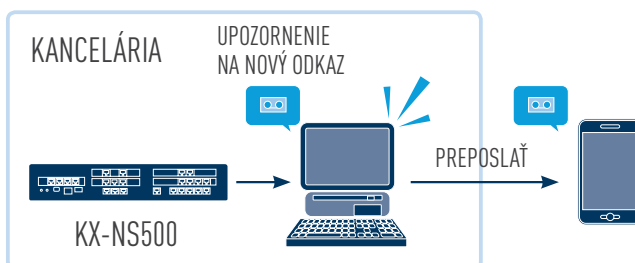 KANCELÁRIA
UPOZORNENIE
NA NOVÝ ODKAZ
PREPOSLAŤ
KX-NS500